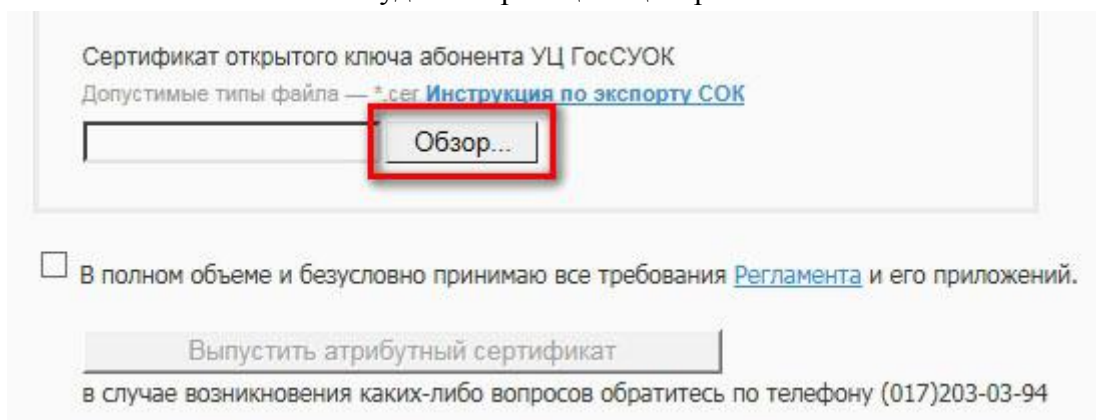 Сертификат открытого ключа абонента УЦ ГосСУОК
Допустимые типы файла — *.cer Инструкция по экспорту СОК
Обзор...
В полном объеме и безусловно принимаю все требования Регламента и его приложений.
Выпустить атрибутный сертификат
в случае возникновения каких-либо вопросов обратитесь по телефону (017)203-03-94